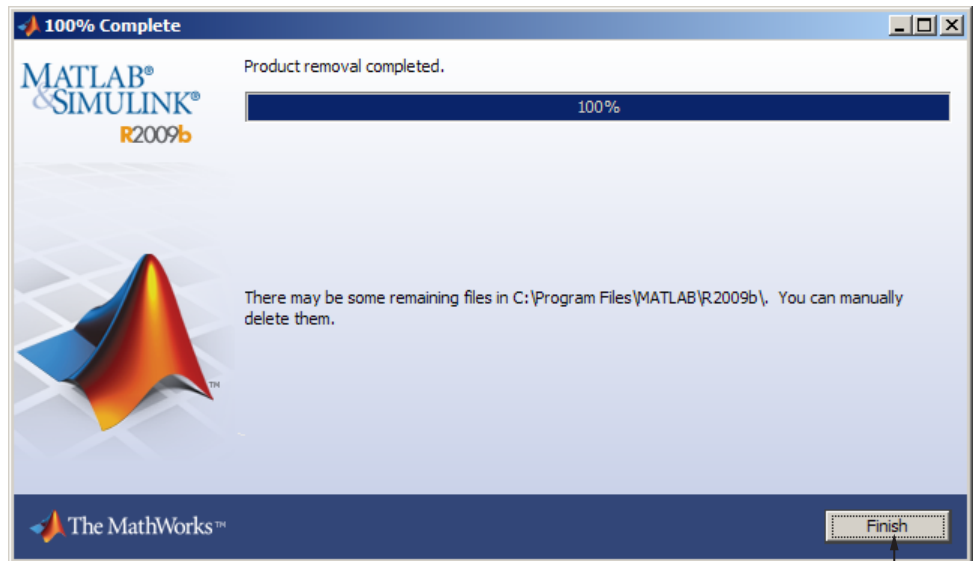 100% Complete
MATLAB®
&SIMULINK®
R2009b
Product removal completed.
100%
There may be some remaining files in C:\Program Files\MATLAB\R2009b\. You can manually
delete them.
TM
The MathWorks™
Finish